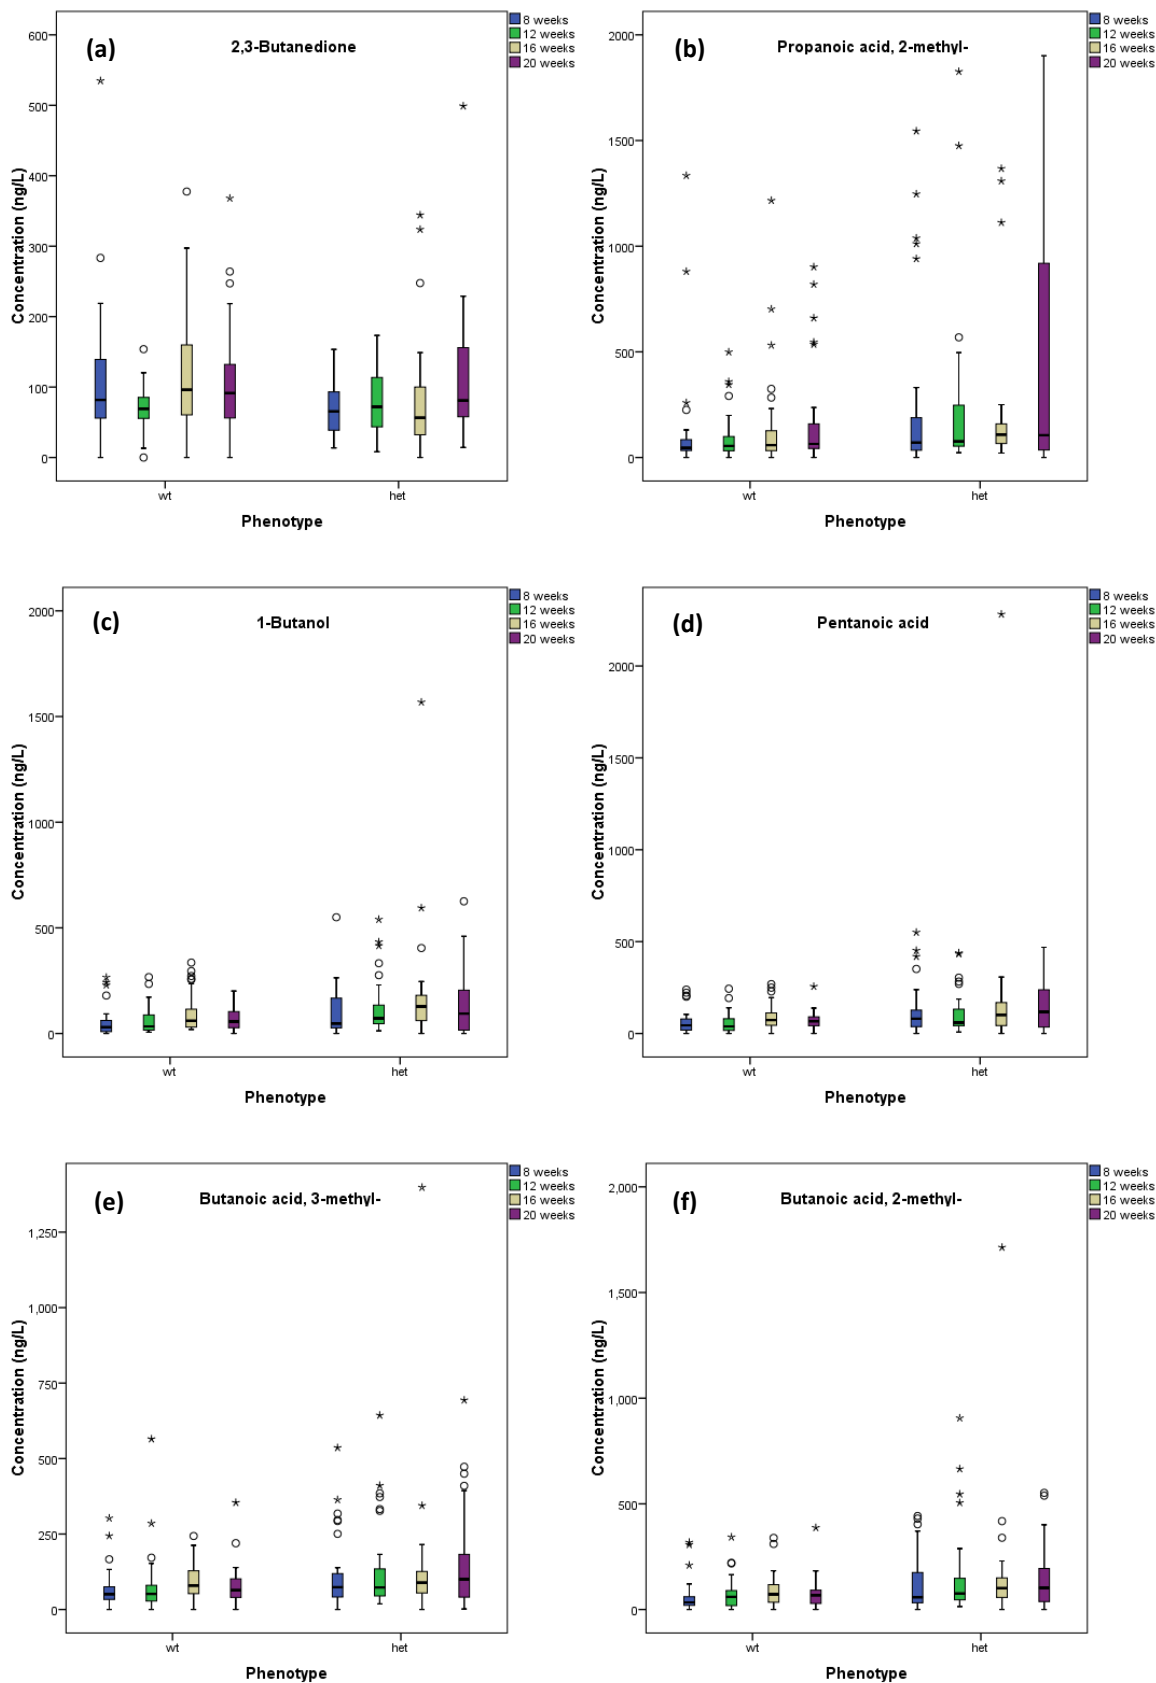 (a)
2,3-Butanedione
8 weeks
12 weeks
16 weeks
20 weeks
600
500
400
300
200
100
0
Concentration (ng/L)
wt
het
Phenotype
(b)
Propanoic acid, 2-methyl-
8 weeks
12 weeks
16 weeks
20 weeks
2000
1500
1000
500
0
Concentration (ng/L)
wt
het
Phenotype
(c)
1-Butanol
8 weeks
12 weeks
16 weeks
20 weeks
2000
1500
1000
500
0
Concentration (ng/L)
wt
het
Phenotype
(d)
Pentanoic acid
8 weeks
12 weeks
16 weeks
20 weeks
2000
1500
1000
500
0
Concentration (ng/L)
wt
het
Phenotype
(e)
Butanoic acid, 3-methyl-
8 weeks
12 weeks
16 weeks
20 weeks
1,250
1,000
750
500
250
0
Concentration (ng/L)
wt
het
Phenotype
(f)
Butanoic acid, 2-methyl-
8 weeks
12 weeks
16 weeks
20 weeks
2,000
1,500
1,000
500
0
Concentration (ng/L)
wt
het
Phenotype